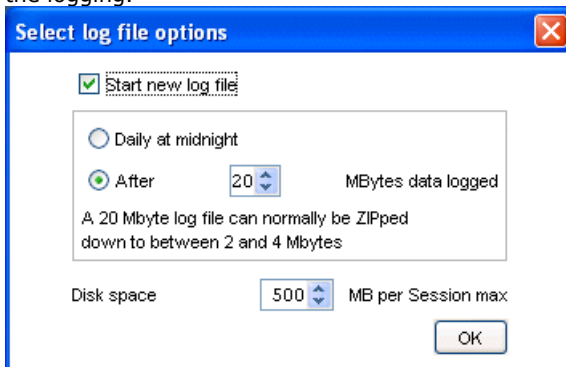 the logging.
Select log file options
Start new log file
Daily at midnight
After 20 MBytes data logged
A 20 Mbyte log file can normally be ZIPped
down to between 2 and 4 Mbytes
Disk space 500 MB per Session max
OK